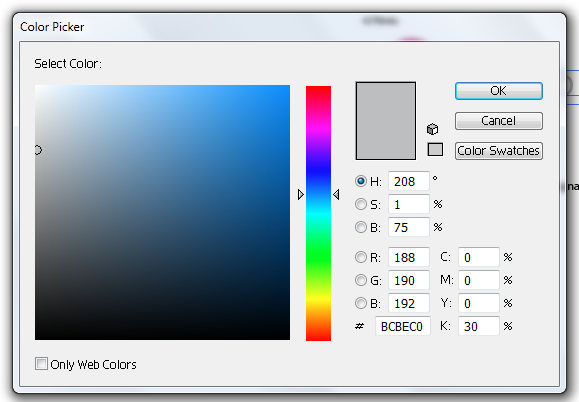 Color Picker
Select Color:
OK
Cancel
Color Swatches
H: 208 °
S: 1 %
B: 75 %
R: 188 C: 0 %
G: 190 M: 0 %
B: 192 Y: 0 %
# BCBEC0 K: 30 %
Only Web Colors
na